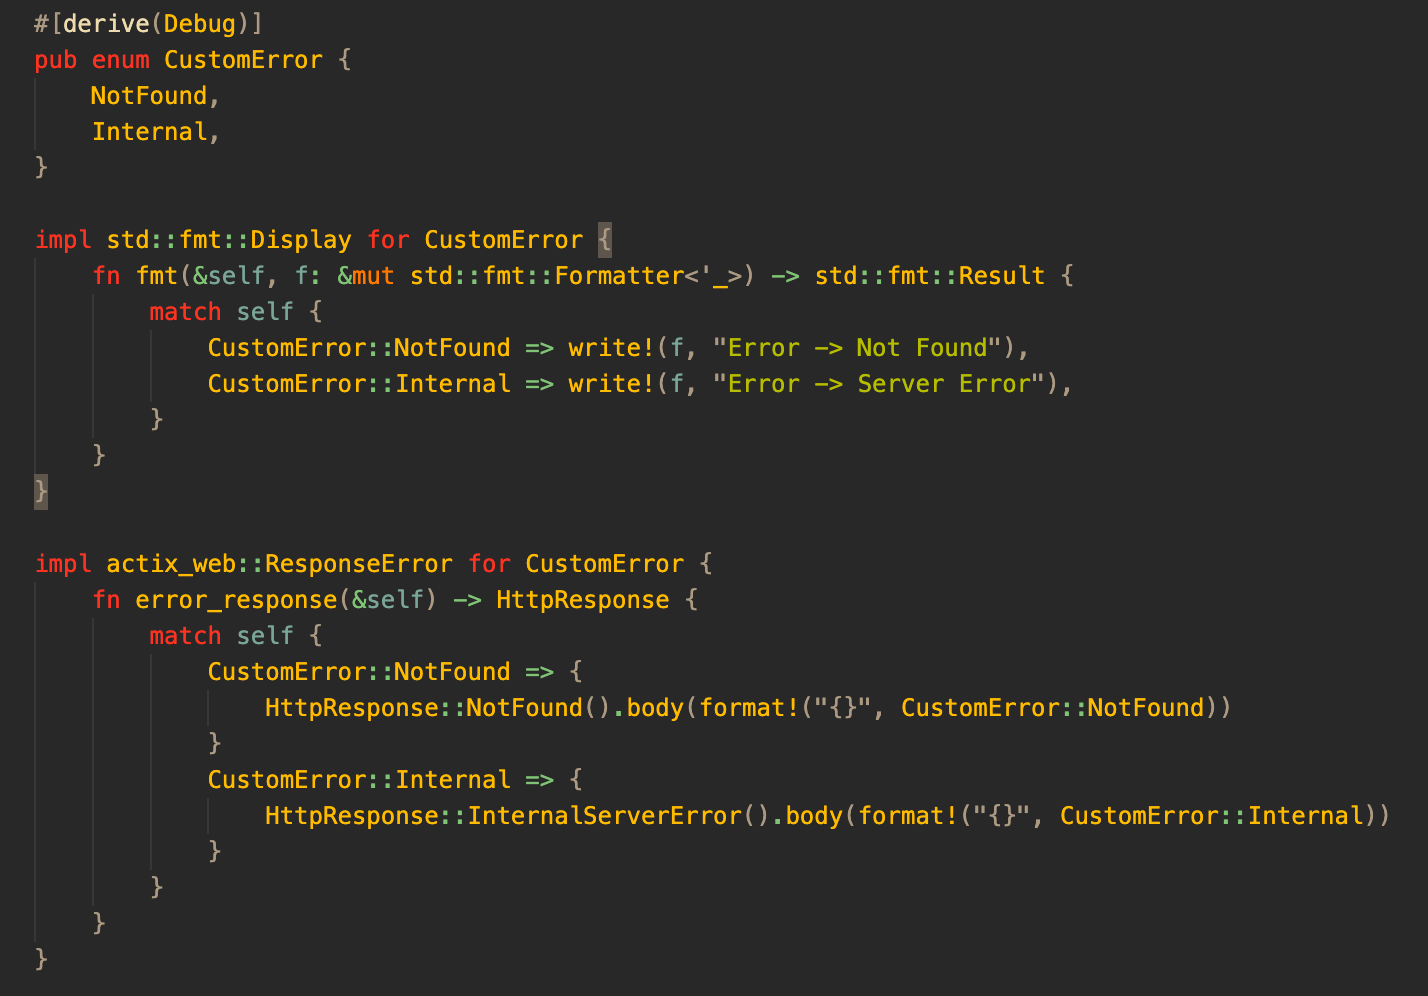 #[derive(Debug)]
pub enum CustomError {
    NotFound,
    Internal,
}

impl std::fmt::Display for CustomError {
    fn fmt(&self, f: &mut std::fmt::Formatter<'_>) -> std::fmt::Result {
        match self {
            CustomError::NotFound => write!(f, "Error -> Not Found"),
            CustomError::Internal => write!(f, "Error -> Server Error"),
        }
    }
}

impl actix_web::ResponseError for CustomError {
    fn error_response(&self) -> HttpResponse {
        match self {
            CustomError::NotFound => {
                HttpResponse::NotFound().body(format!("{}", CustomError::NotFound))
            }
            CustomError::Internal => {
                HttpResponse::InternalServerError().body(format!("{}", CustomError::Internal))
            }
        }
    }
}